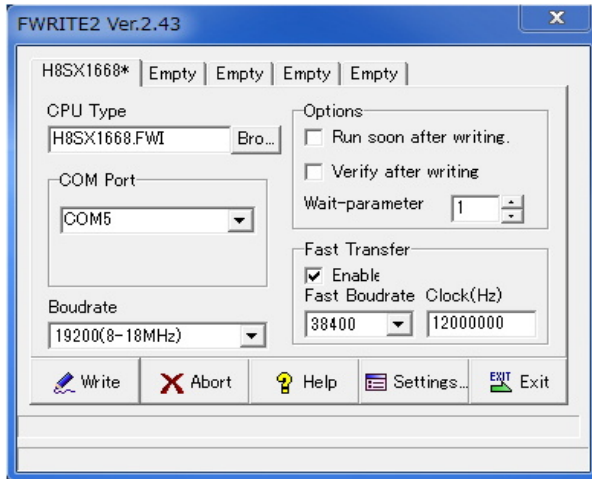 FWRITE2 Ver.2.43
H8SX1668* Empty Empty Empty Empty
CPU Type
H8SX1668.FWI Bro...
COM Port
COM5
Boudrate
19200(8-18MHz)
Options
Run soon after writing.
Verify after writing
Wait-parameter 1
Fast Transfer
Enable
Fast Boudrate Clock(Hz)
38400 12000000
Write Abort Help Settings... EXIT Exit